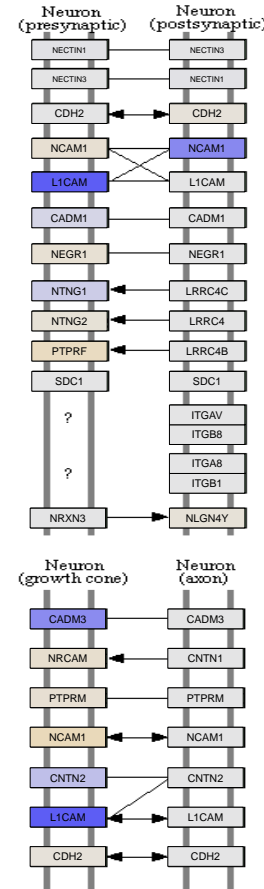 Neuron Neuron
(presynaptic) (postsynaptic)
NECTIN1 NECTIN3
NECTIN3 NECTIN1
CDH2 CDH2
NCAM1 NCAM1
L1CAM L1CAM
CADM1 CADM1
NEGR1 NEGR1
NTNG1 LRRC4C
NTNG2 LRRC4
PTPRF LRRC4B
SDC1 SDC1
? ITGAV
ITGB8
? ITGA8
ITGB1
NRXN3 NLGN4Y
Neuron Neuron
(growth cone) (axon)
CADM3 CADM3
NRCAM CNTN1
PTPRM PTPRM
NCAM1 NCAM1
CNTN2 CNTN2
L1CAM L1CAM
CDH2 CDH2